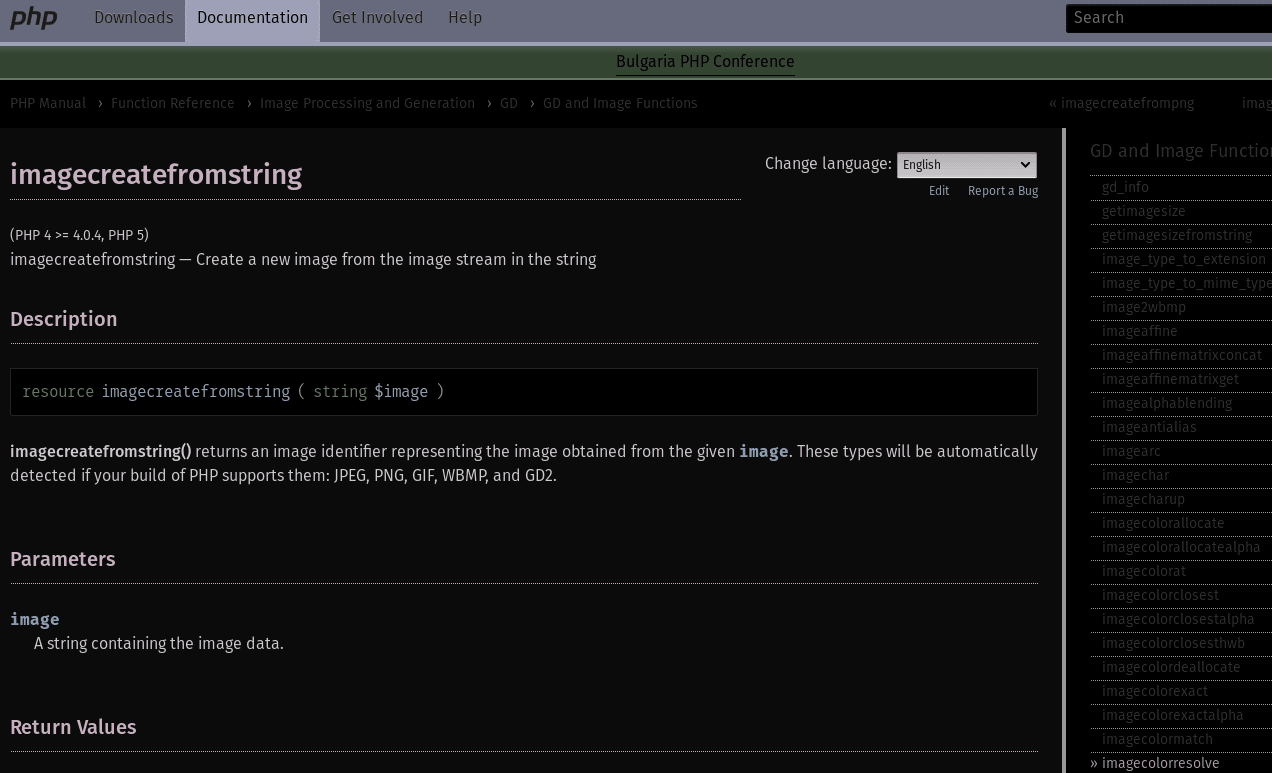 php Downloads Documentation Get Involved Help Search
Bulgaria PHP Conference
PHP Manual › Function Reference › Image Processing and Generation › GD › GD and Image Functions « imagecreatefrompng imag
imagecreatefromstring
Change language: English
Edit Report a Bug
(PHP 4 >= 4.0.4, PHP 5)
imagecreatefromstring — Create a new image from the image stream in the string
Description
resource imagecreatefromstring ( string $image )
imagecreatefromstring() returns an image identifier representing the image obtained from the given image. These types will be automatically
detected if your build of PHP supports them: JPEG, PNG, GIF, WBMP, and GD2.
Parameters
image
A string containing the image data.
Return Values
GD and Image Function
gd_info
getimagesize
getimagesizefromstring
image_type_to_extension
image_type_to_mime_type
image2wbmp
imageaffine
imageaffinematrixconcat
imageaffinematrixget
imagealphablending
imageantialias
imagearc
imagechar
imagecharup
imagecolorallocate
imagecolorallocatealpha
imagecolorat
imagecolorclosest
imagecolorclosestalpha
imagecolorclosesthwb
imagecolordeallocate
imagecolorexact
imagecolorexactalpha
imagecolormatch
» imagecolorresolve